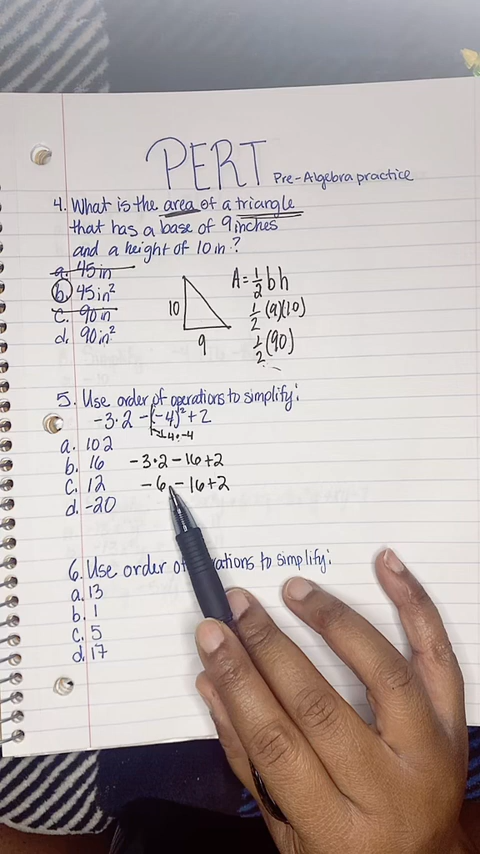 PERT Pre-Algebra practice
4. What is the area of a triangle
that has a base of 9 inches
and a height of 10 in?
a. 45 in
b. 45 in²
c. 90 in
d. 90 in²
10
9
A = 1/2 bh
1/2 (9)(10)
1/2 (90)
5. Use order of operations to simplify:
-3·2 - (-4)² + 2
-4·-4
a. 102
b. 16
c. 12
d. -20
-3·2 - 16 + 2
-6 - 16 + 2
6. Use order of ations to simplify:
a. 13
b. 1
c. 5
d. 17